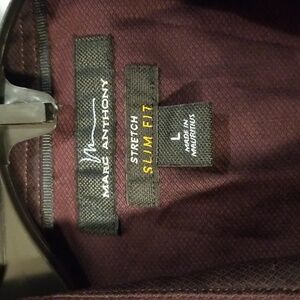 MARC ANTHONY
STRETCH
SLIM FIT
L
MADE IN
MAURITIUS